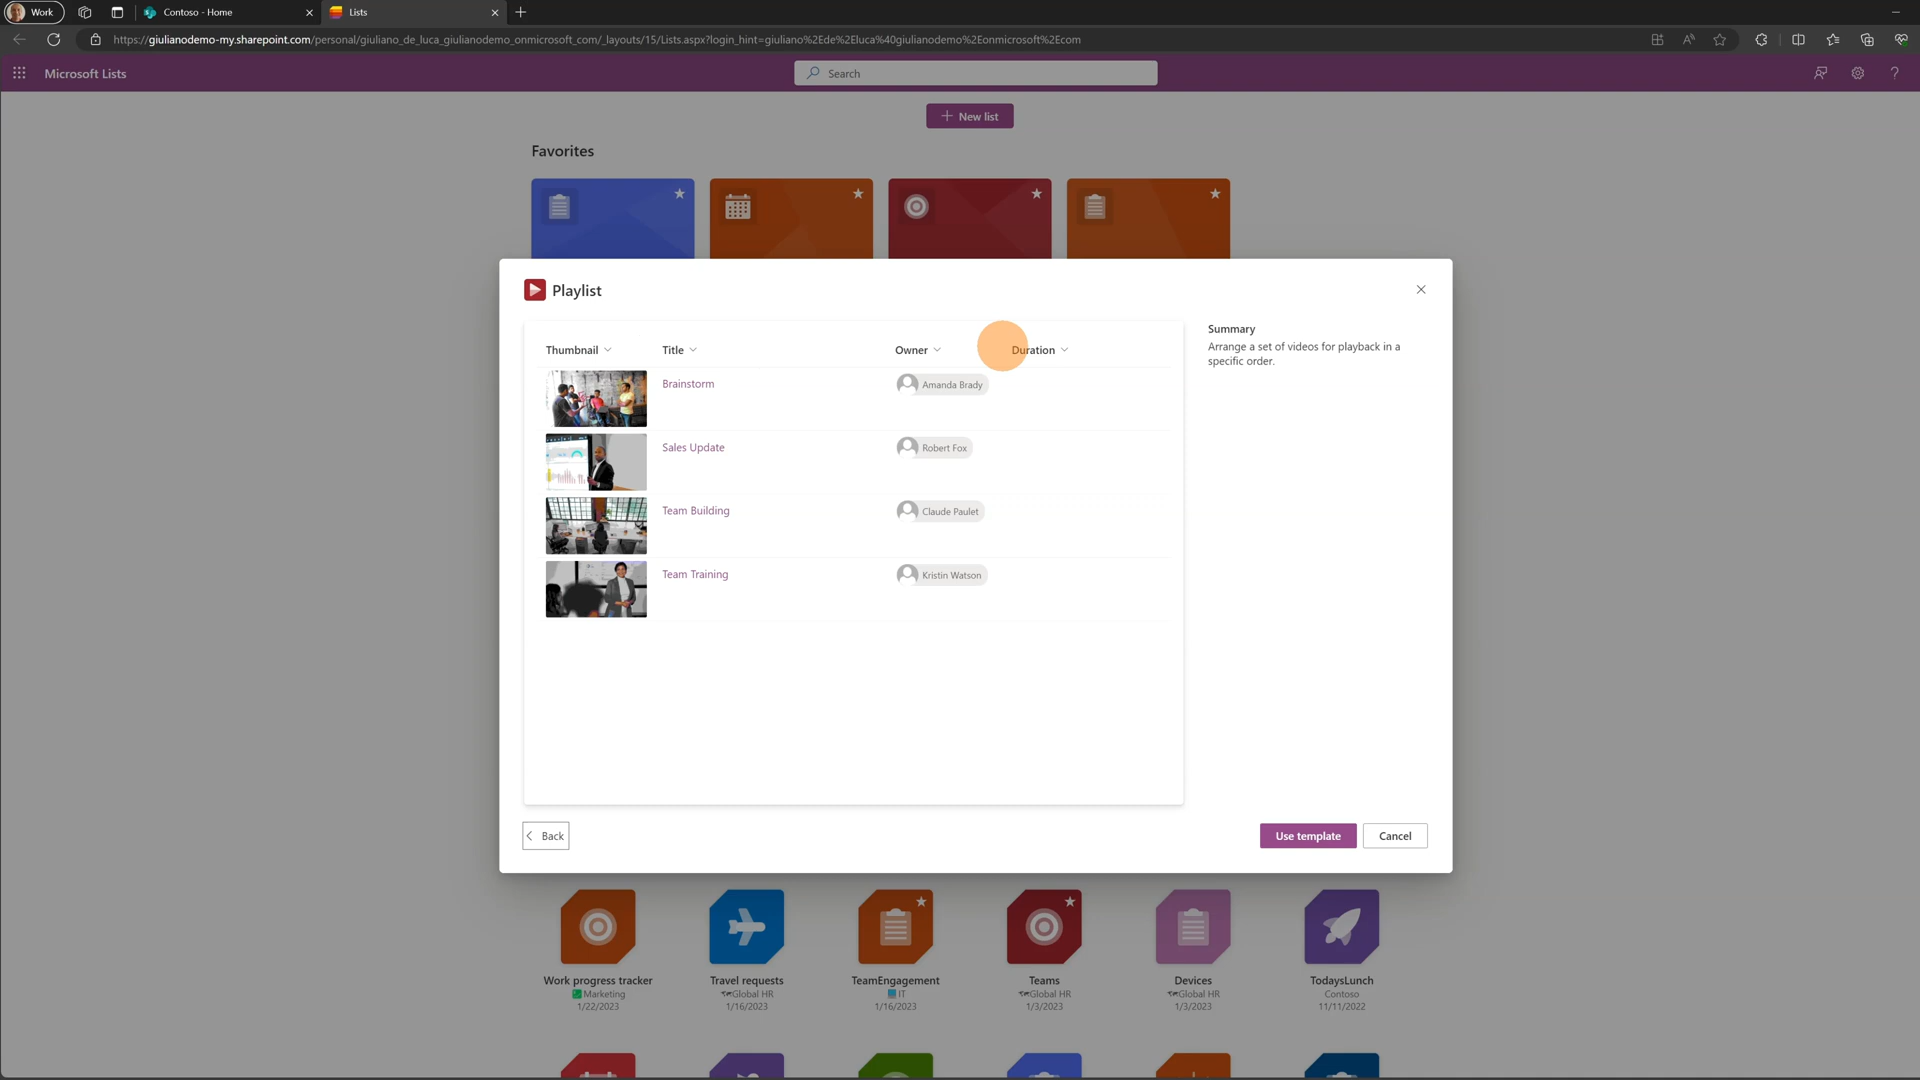 Work
Contoso - Home
Lists
https://giulianodemo-my.sharepoint.com/personal/giuliano_de_luca_giulianodemo_onmicrosoft_com/_layouts/15/Lists.aspx?login_hint=giuliano%2Ede%2Eluca%40giulianodemo%2Eonmicrosoft%2Ecom
Microsoft Lists
Search
?
New list
Favorites
Playlist
Thumbnail
Title
Owner
Duration
Brainstorm
Amanda Brady
Sales Update
Robert Fox
Team Building
Claude Paulet
Team Training
Kristin Watson
Summary
Arrange a set of videos for playback in a
specific order.
Back
Use template
Cancel
Work progress tracker
Marketing
1/22/2023
Travel requests
Global HR
1/16/2023
TeamEngagement
IT
1/16/2023
Teams
Global HR
1/3/2023
Devices
Global HR
1/3/2023
TodaysLunch
Contoso
11/11/2022